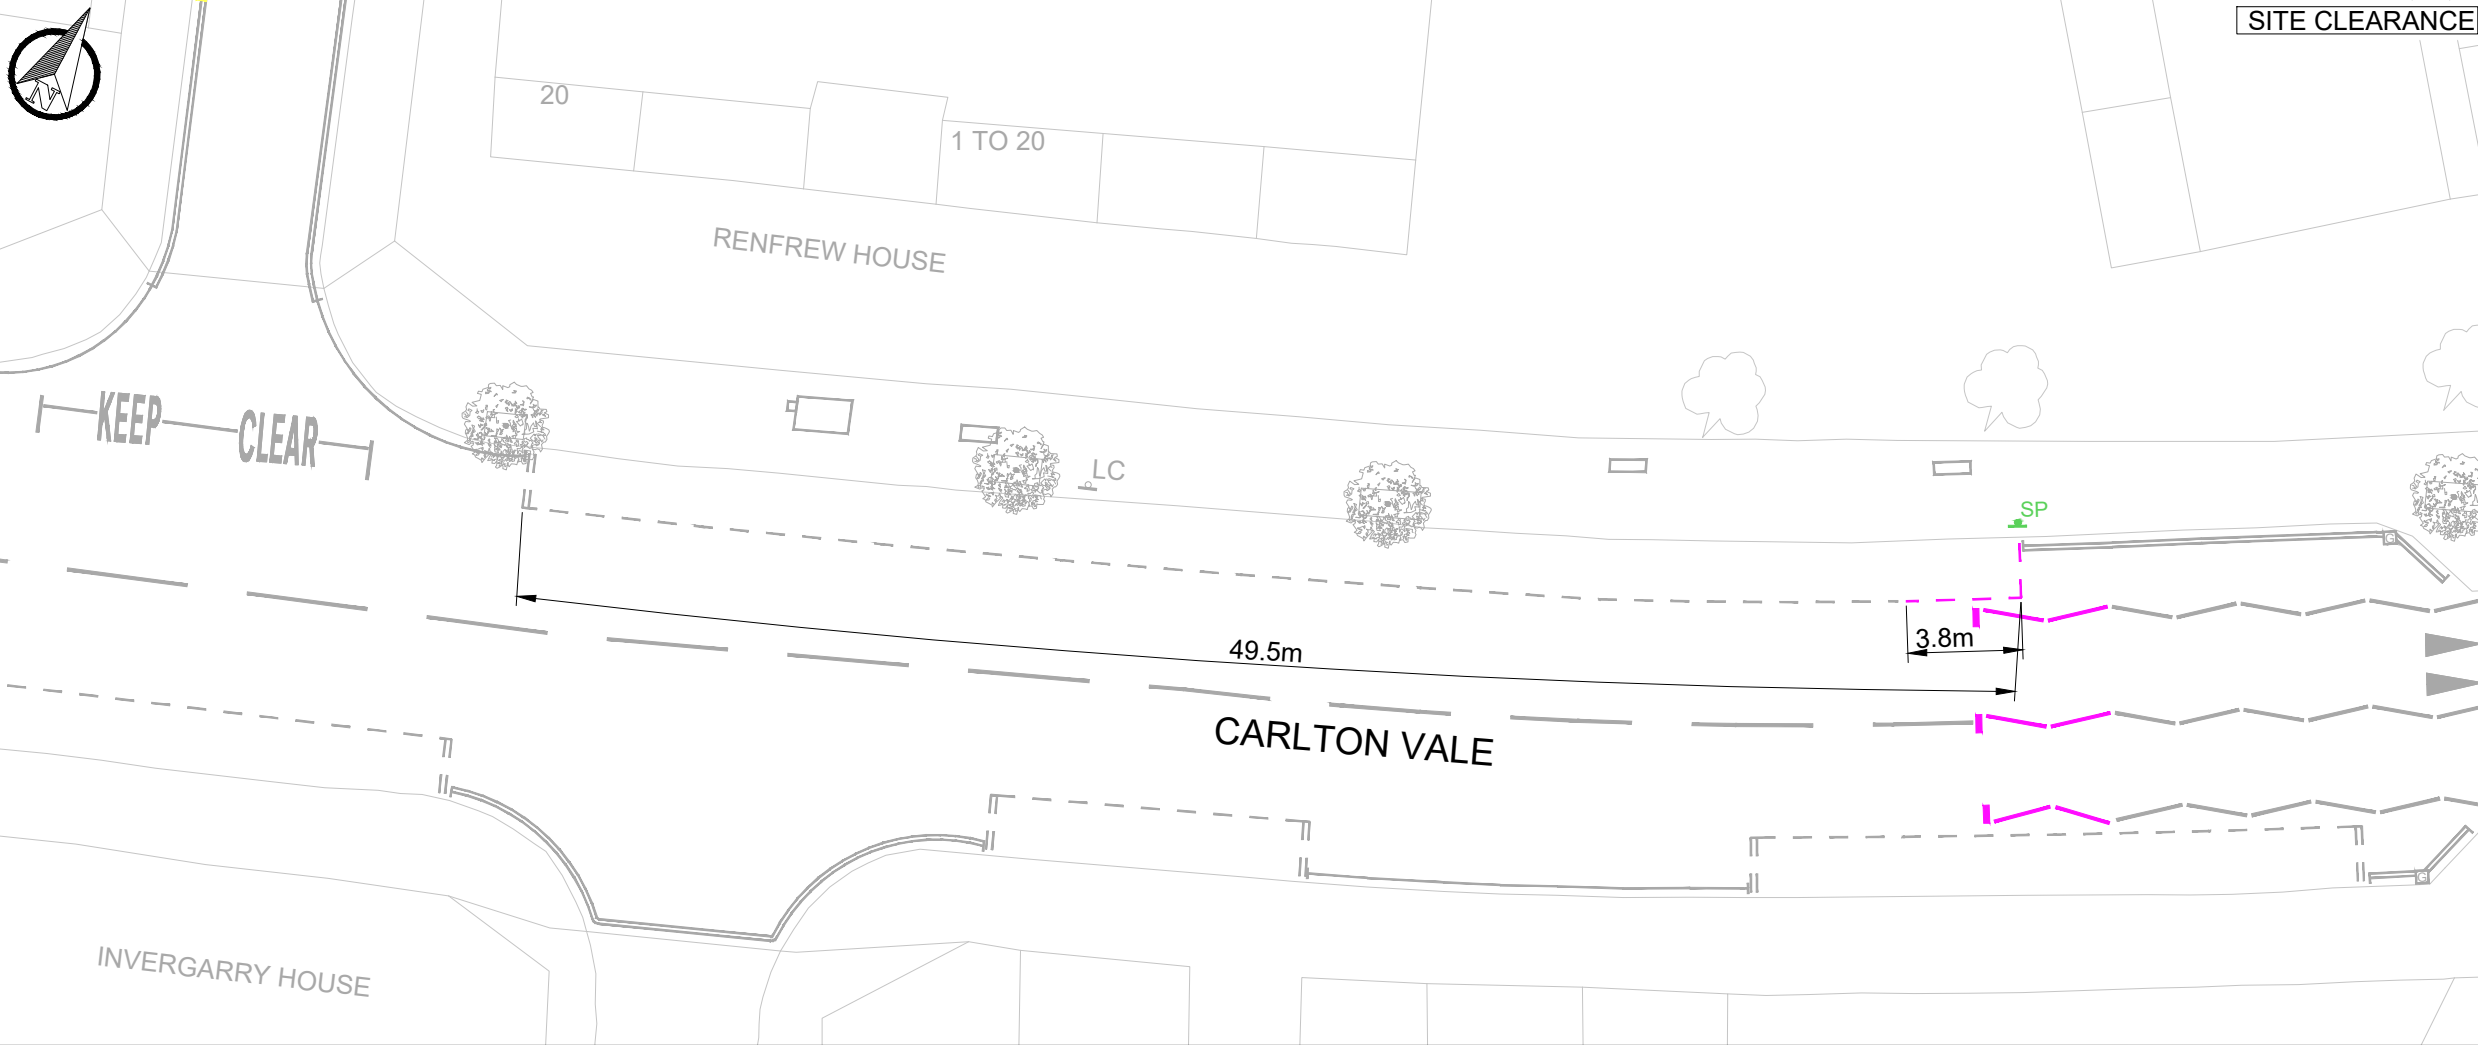 SITE CLEARANCE
N
20
1 TO 20
RENFREW HOUSE
KEEP CLEAR
LC
SP
G
3.8m
49.5m
CARLTON VALE
G
INVERGARRY HOUSE